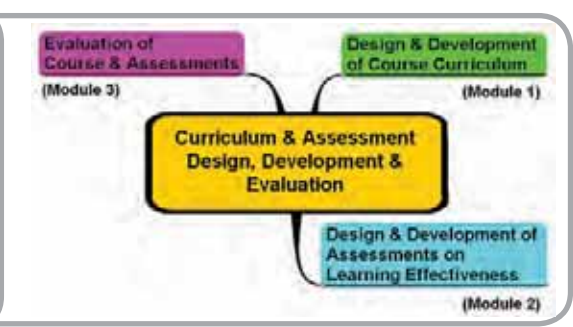 Evaluation of
Course & Assessments
(Module 3)
Design & Development
of Course Curriculum
(Module 1)
Curriculum & Assessment
Design, Development &
Evaluation
Design & Development of
Assessments on
Learning Effectiveness
(Module 2)